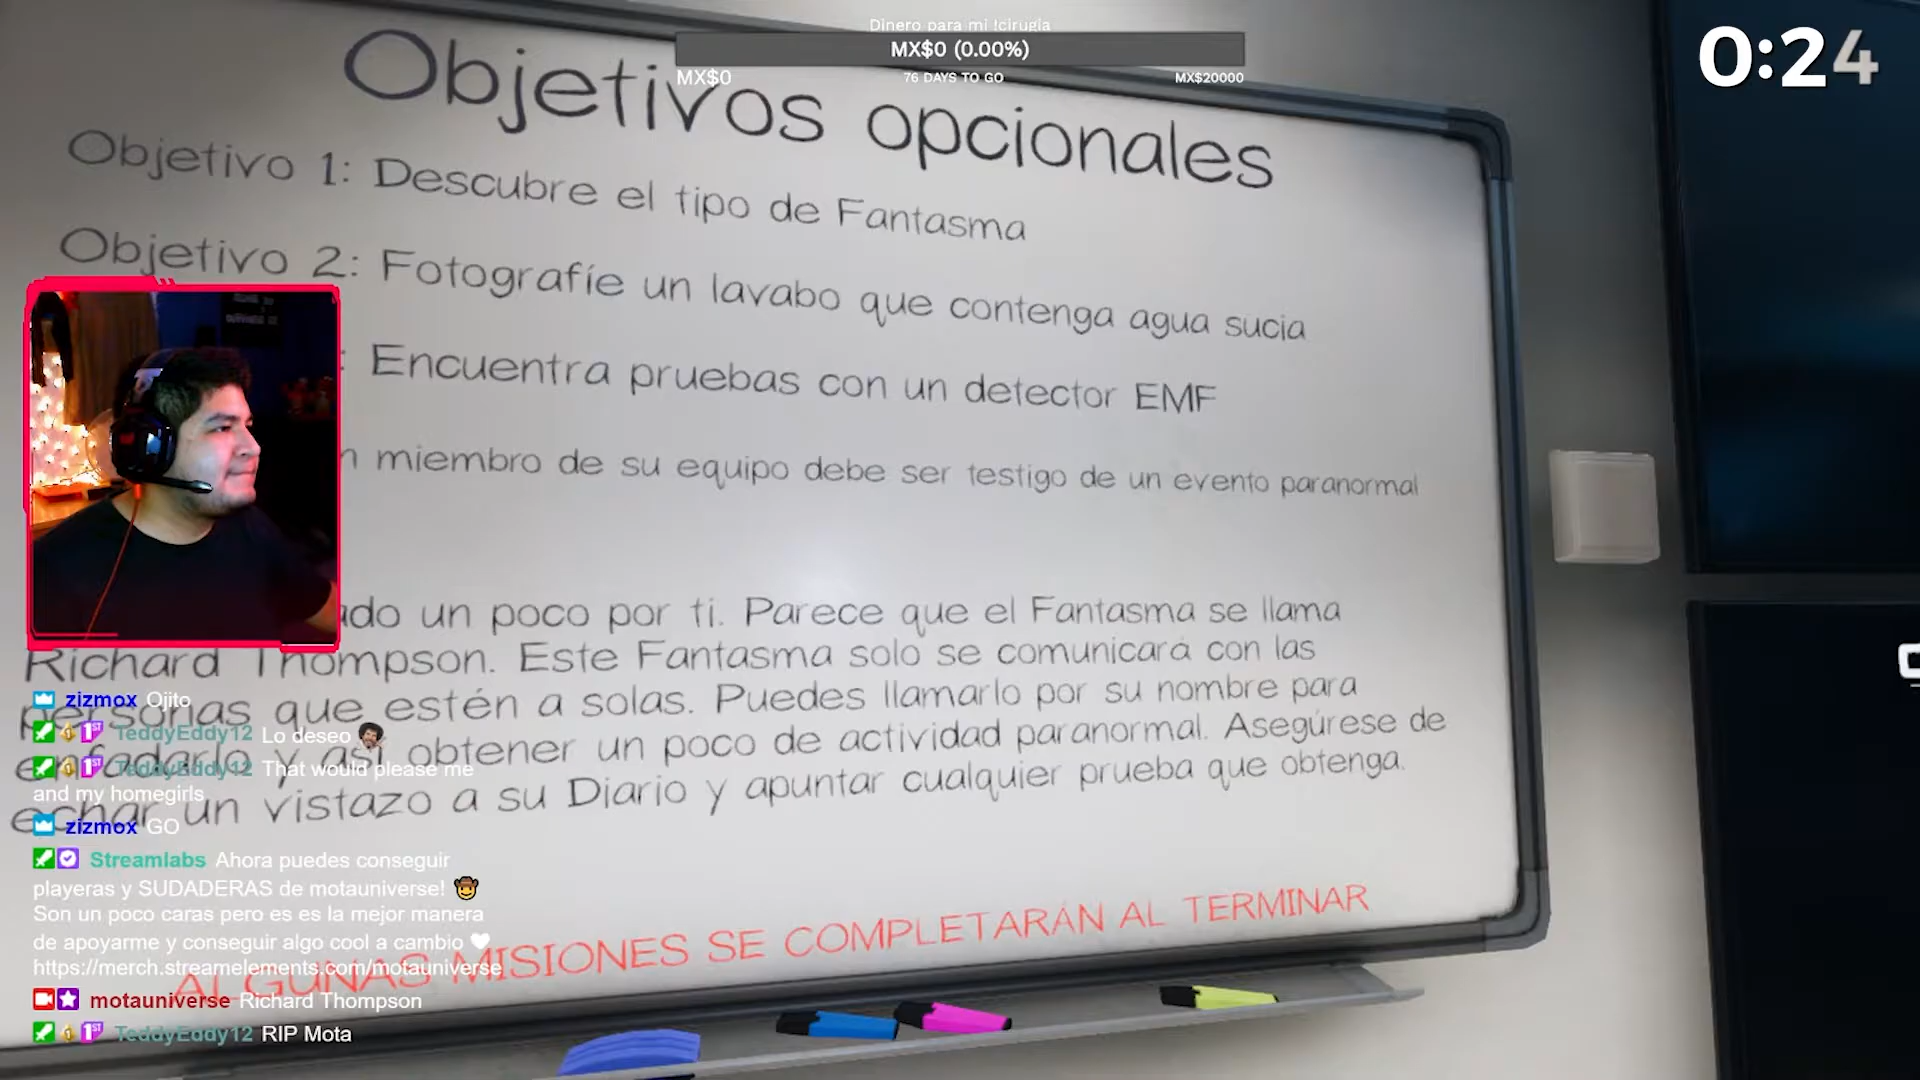 Dinero para mi !cirugía
MX$0 (0.00%)
MX$0 76 DAYS TO GO MX$20000
0:24
Objetivos opcionales
Objetivo 1: Descubre el tipo de Fantasma
Objetivo 2: Fotografíe un lavabo que contenga agua sucia
: Encuentra pruebas con un detector EMF
n miembro de su equipo debe ser testigo de un evento paranormal
ado un poco por ti. Parece que el Fantasma se llama
Richard Thompson. Este Fantasma solo se comunicará con las
personas que estén a solas. Puedes llamarlo por su nombre para
enfadarlo y así obtener un poco de actividad paranormal. Asegúrese de
echar un vistazo a su Diario y apuntar cualquier prueba que obtenga.
ALGUNAS MISIONES SE COMPLETARÁN AL TERMINAR
zizmox Ojito
TeddyEddy12 Lo deseo
TeddyEddy12 That would please me
and my homegirls
zizmox GO
Streamlabs Ahora puedes conseguir
playeras y SUDADERAS de motauniverse! 🤠
Son un poco caras pero es es la mejor manera
de apoyarme y conseguir algo cool a cambio 🤍
https://merch.streamelements.com/motauniverse
motauniverse Richard Thompson
TeddyEddy12 RIP Mota